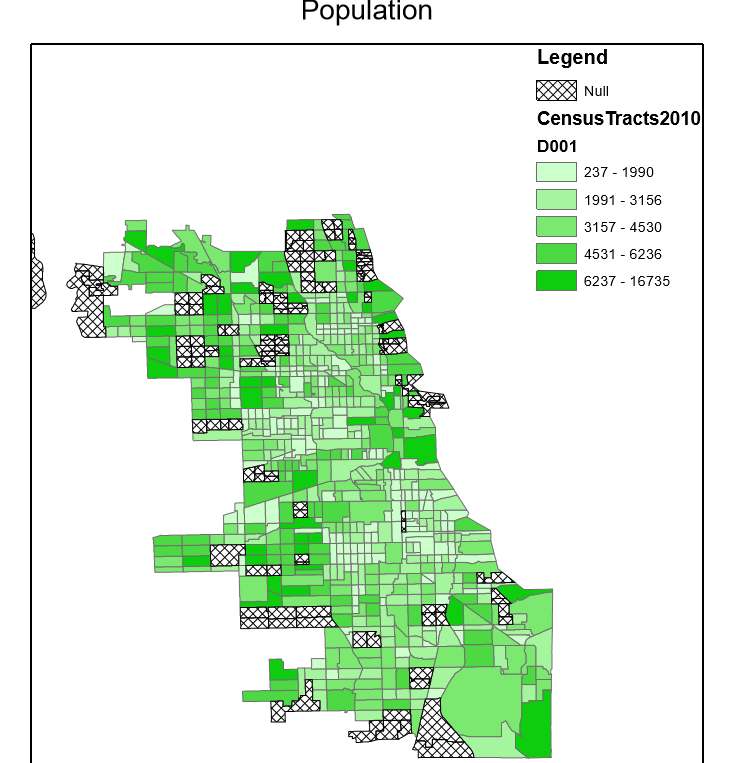 Population
Legend
Null
CensusTracts2010
D001
237 - 1990
1991 - 3156
3157 - 4530
4531 - 6236
6237 - 16735